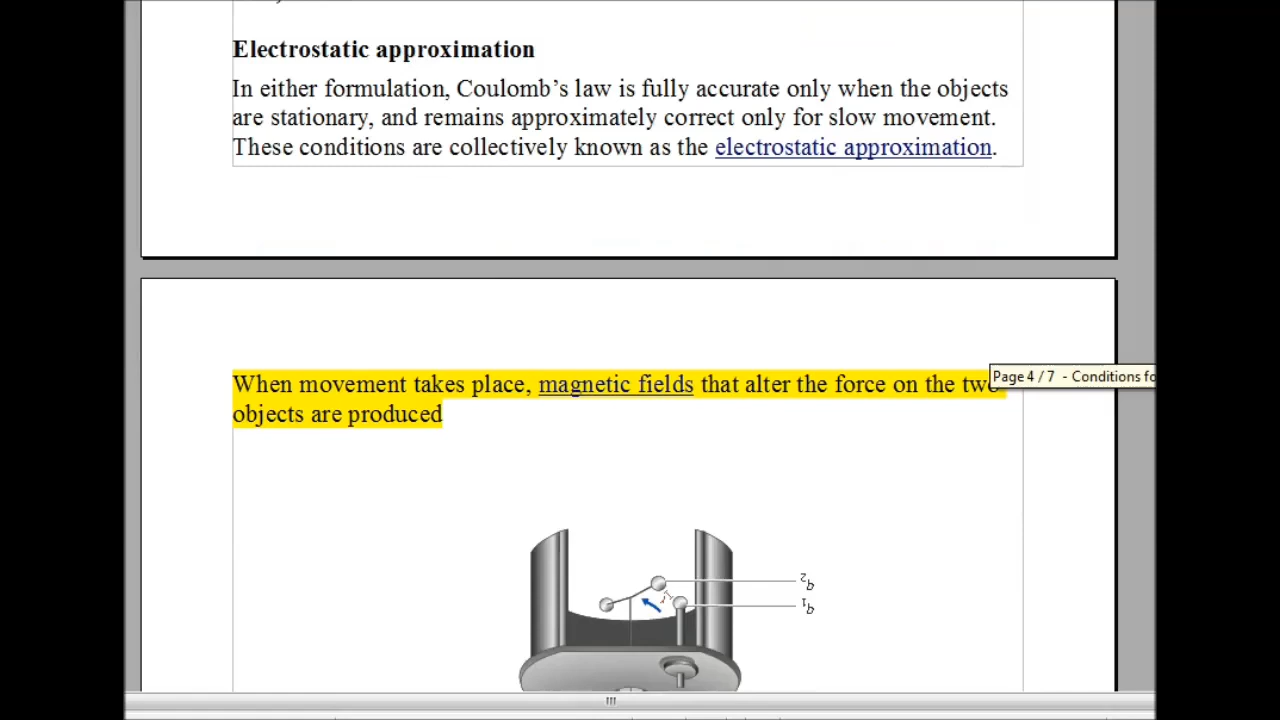 Electrostatic approximation
In either formulation, Coulomb’s law is fully accurate only when the objects
are stationary, and remains approximately correct only for slow movement.
These conditions are collectively known as the electrostatic approximation.
When movement takes place, magnetic fields that alter the force on the two
Page 4 / 7 - Conditions fo
objects are produced
q2
q1